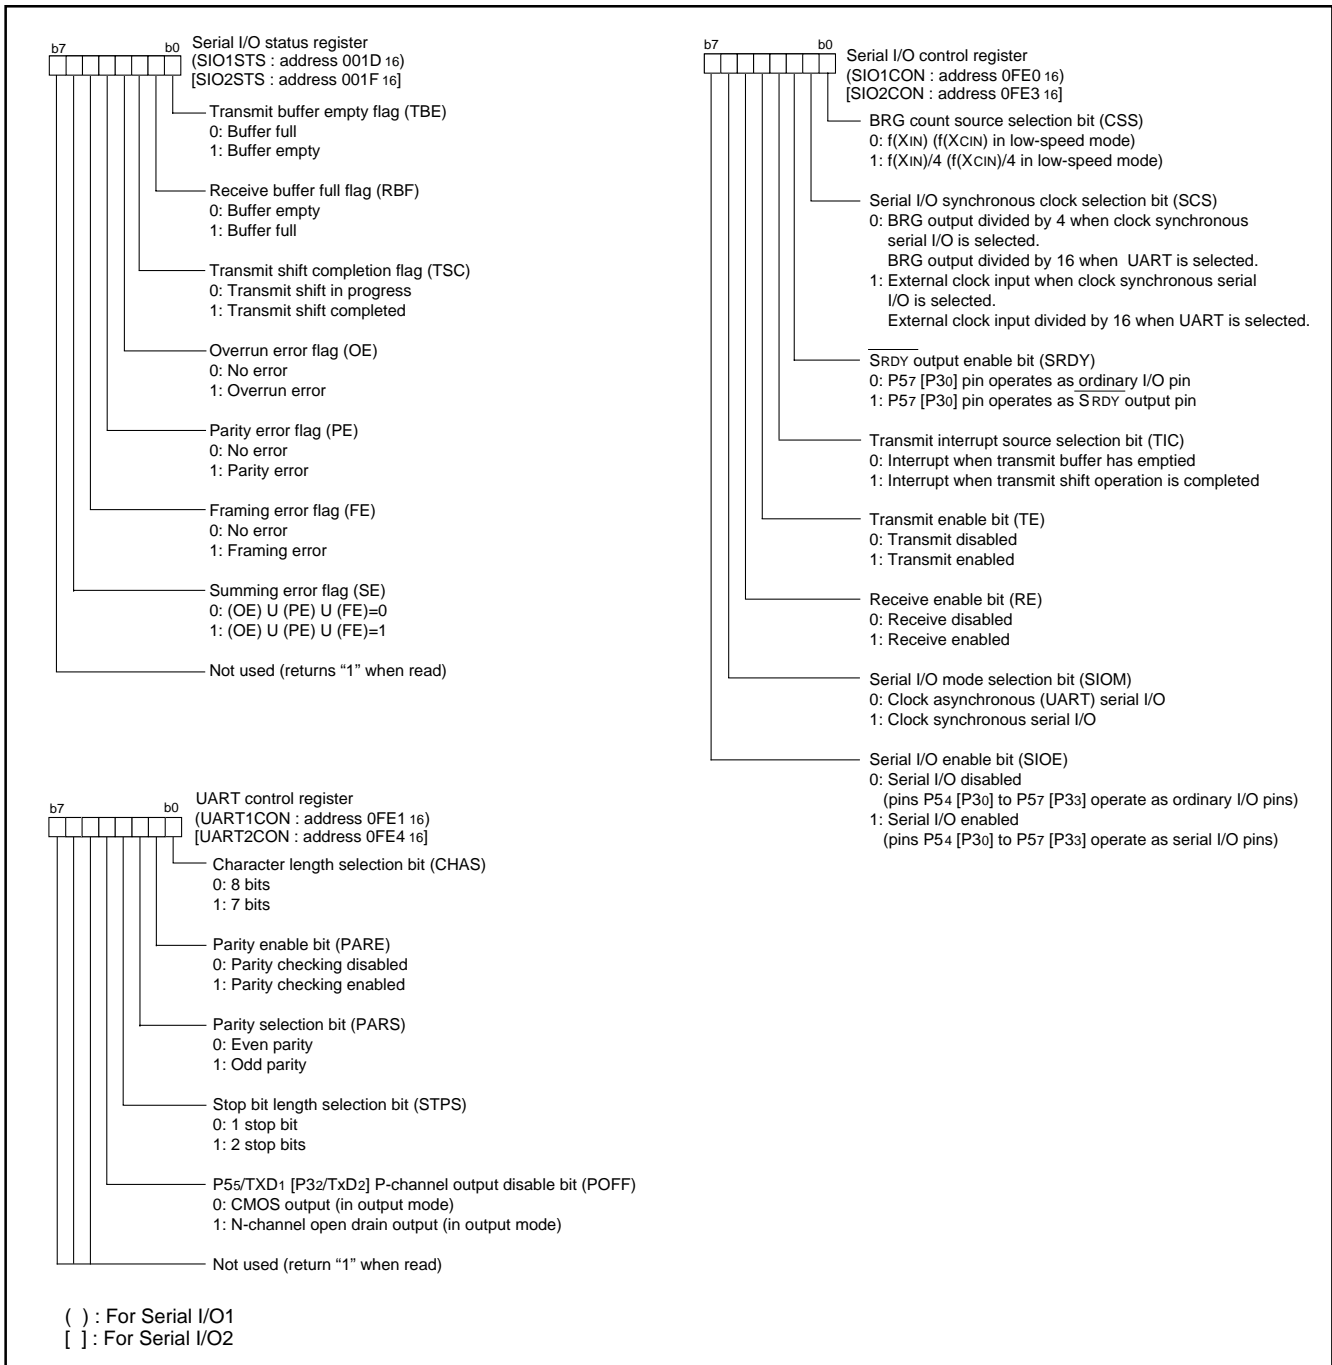 b7 b0 Serial I/O status register
(SIO1STS : address 001D 16)
[SIO2STS : address 001F 16]
Transmit buffer empty flag (TBE)
0: Buffer full
1: Buffer empty
Receive buffer full flag (RBF)
0: Buffer empty
1: Buffer full
Transmit shift completion flag (TSC)
0: Transmit shift in progress
1: Transmit shift completed
Overrun error flag (OE)
0: No error
1: Overrun error
Parity error flag (PE)
0: No error
1: Parity error
Framing error flag (FE)
0: No error
1: Framing error
Summing error flag (SE)
0: (OE) U (PE) U (FE)=0
1: (OE) U (PE) U (FE)=1
Not used (returns “1” when read)
b7 b0 UART control register
(UART1CON : address 0FE1 16)
[UART2CON : address 0FE4 16]
Character length selection bit (CHAS)
0: 8 bits
1: 7 bits
Parity enable bit (PARE)
0: Parity checking disabled
1: Parity checking enabled
Parity selection bit (PARS)
0: Even parity
1: Odd parity
Stop bit length selection bit (STPS)
0: 1 stop bit
1: 2 stop bits
P55/TXD1 [P32/TxD2] P-channel output disable bit (POFF)
0: CMOS output (in output mode)
1: N-channel open drain output (in output mode)
Not used (return “1” when read)
( ) : For Serial I/O1
[ ] : For Serial I/O2
b7 b0 Serial I/O control register
(SIO1CON : address 0FE0 16)
[SIO2CON : address 0FE3 16]
BRG count source selection bit (CSS)
0: f(XIN) (f(XCIN) in low-speed mode)
1: f(XIN)/4 (f(XCIN)/4 in low-speed mode)
Serial I/O synchronous clock selection bit (SCS)
0: BRG output divided by 4 when clock synchronous
serial I/O is selected.
BRG output divided by 16 when UART is selected.
1: External clock input when clock synchronous serial
I/O is selected.
External clock input divided by 16 when UART is selected.
SRDY output enable bit (SRDY)
0: P57 [P30] pin operates as ordinary I/O pin
1: P57 [P30] pin operates as SRDY output pin
Transmit interrupt source selection bit (TIC)
0: Interrupt when transmit buffer has emptied
1: Interrupt when transmit shift operation is completed
Transmit enable bit (TE)
0: Transmit disabled
1: Transmit enabled
Receive enable bit (RE)
0: Receive disabled
1: Receive enabled
Serial I/O mode selection bit (SIOM)
0: Clock asynchronous (UART) serial I/O
1: Clock synchronous serial I/O
Serial I/O enable bit (SIOE)
0: Serial I/O disabled
(pins P54 [P30] to P57 [P33] operate as ordinary I/O pins)
1: Serial I/O enabled
(pins P54 [P30] to P57 [P33] operate as serial I/O pins)